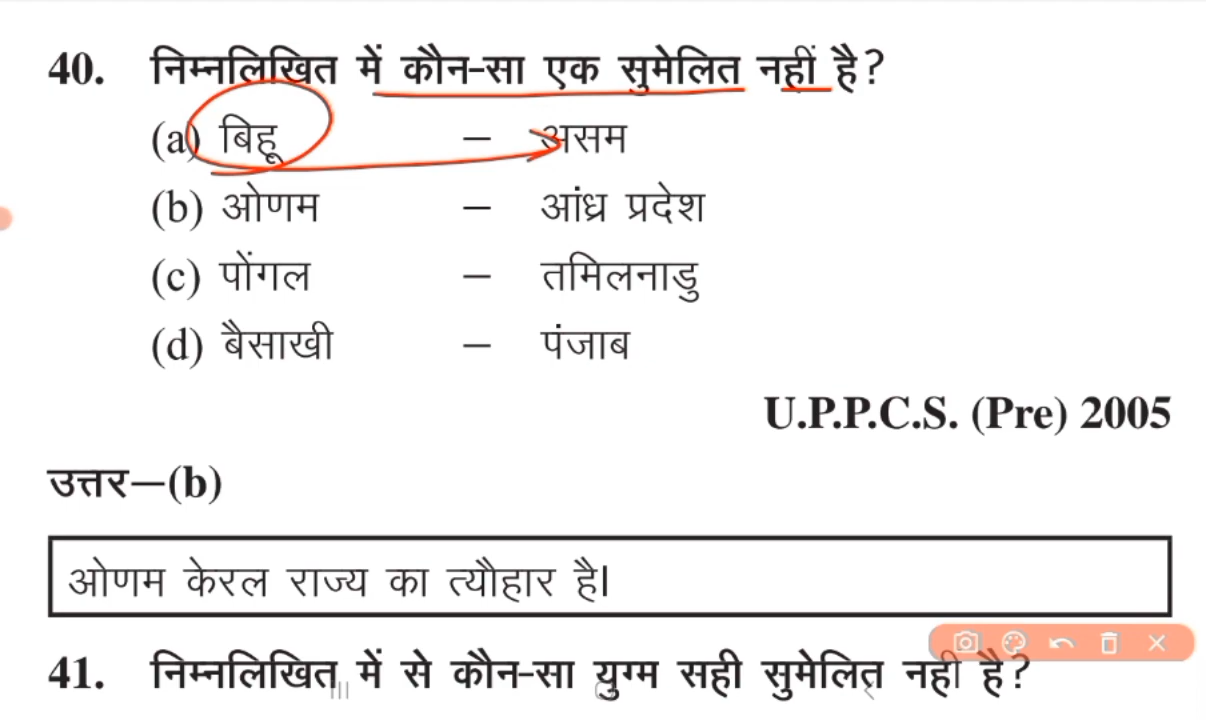 40. निम्नलिखित में कौन-सा एक सुमेलित नहीं है?
(a) बिहू – असम
(b) ओणम – आंध्र प्रदेश
(c) पोंगल – तमिलनाडु
(d) बैसाखी – पंजाब
U.P.P.C.S. (Pre) 2005
उत्तर—(b)
ओणम केरल राज्य का त्यौहार है।
41. निम्नलिखित में से कौन-सा युग्म सही सुमेलित नहीं है?